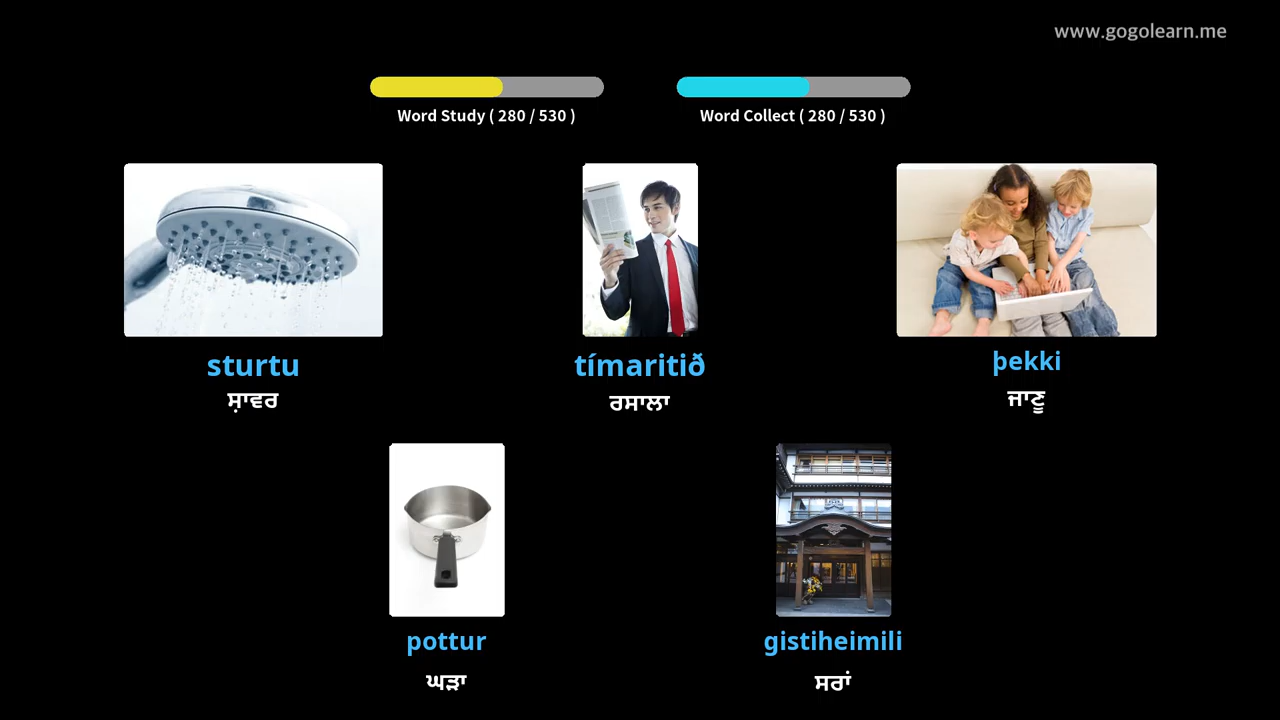 www.gogolearn.me
Word Study ( 280 / 530 )
Word Collect ( 280 / 530 )
sturtu
ਸ਼ਾਵਰ
tímaritið
ਰਸਾਲਾ
þekki
ਜਾਣੂ
pottur
ਘੜਾ
gistiheimili
ਸਰਾਂ